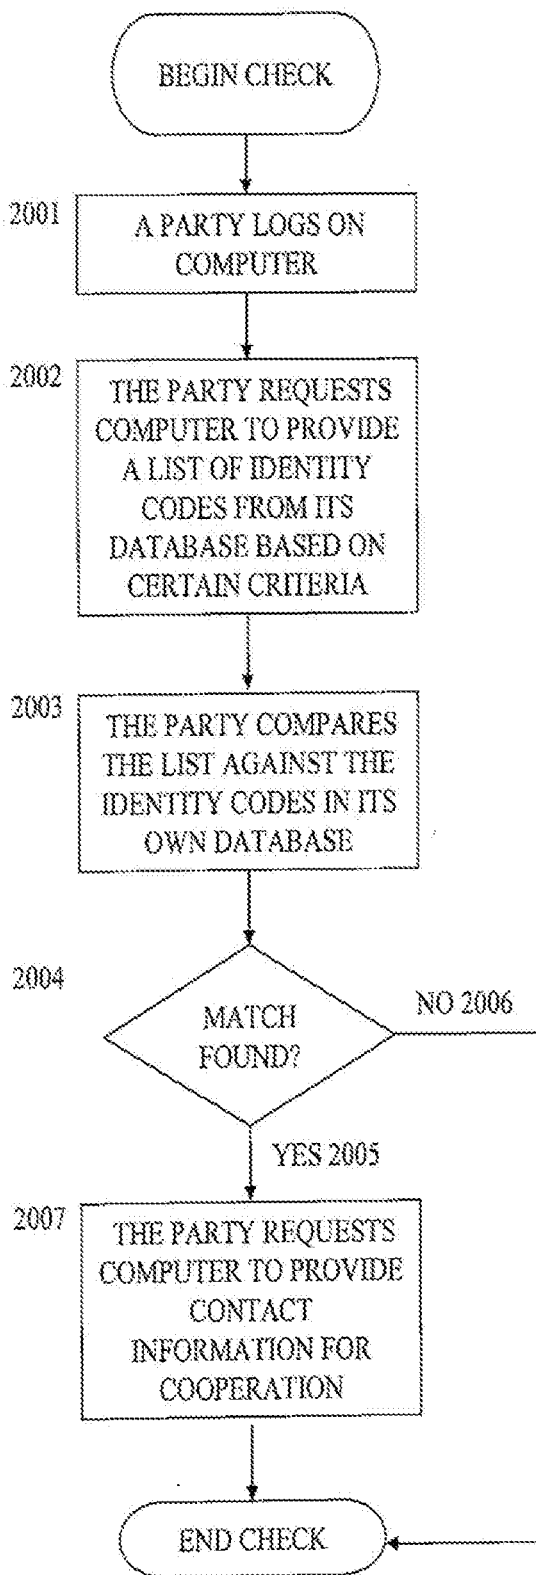 BEGIN CHECK
2001
A PARTY LOGS ON
COMPUTER
2002
THE PARTY REQUESTS
COMPUTER TO PROVIDE
A LIST OF IDENTITY
CODES FROM ITS
DATABASE BASED ON
CERTAIN CRITERIA
2003
THE PARTY COMPARES
THE LIST AGAINST THE
IDENTITY CODES IN ITS
OWN DATABASE
2004
MATCH
FOUND?
NO 2006
YES 2005
2007
THE PARTY REQUESTS
COMPUTER TO PROVIDE
CONTACT
INFORMATION FOR
COOPERATION
END CHECK